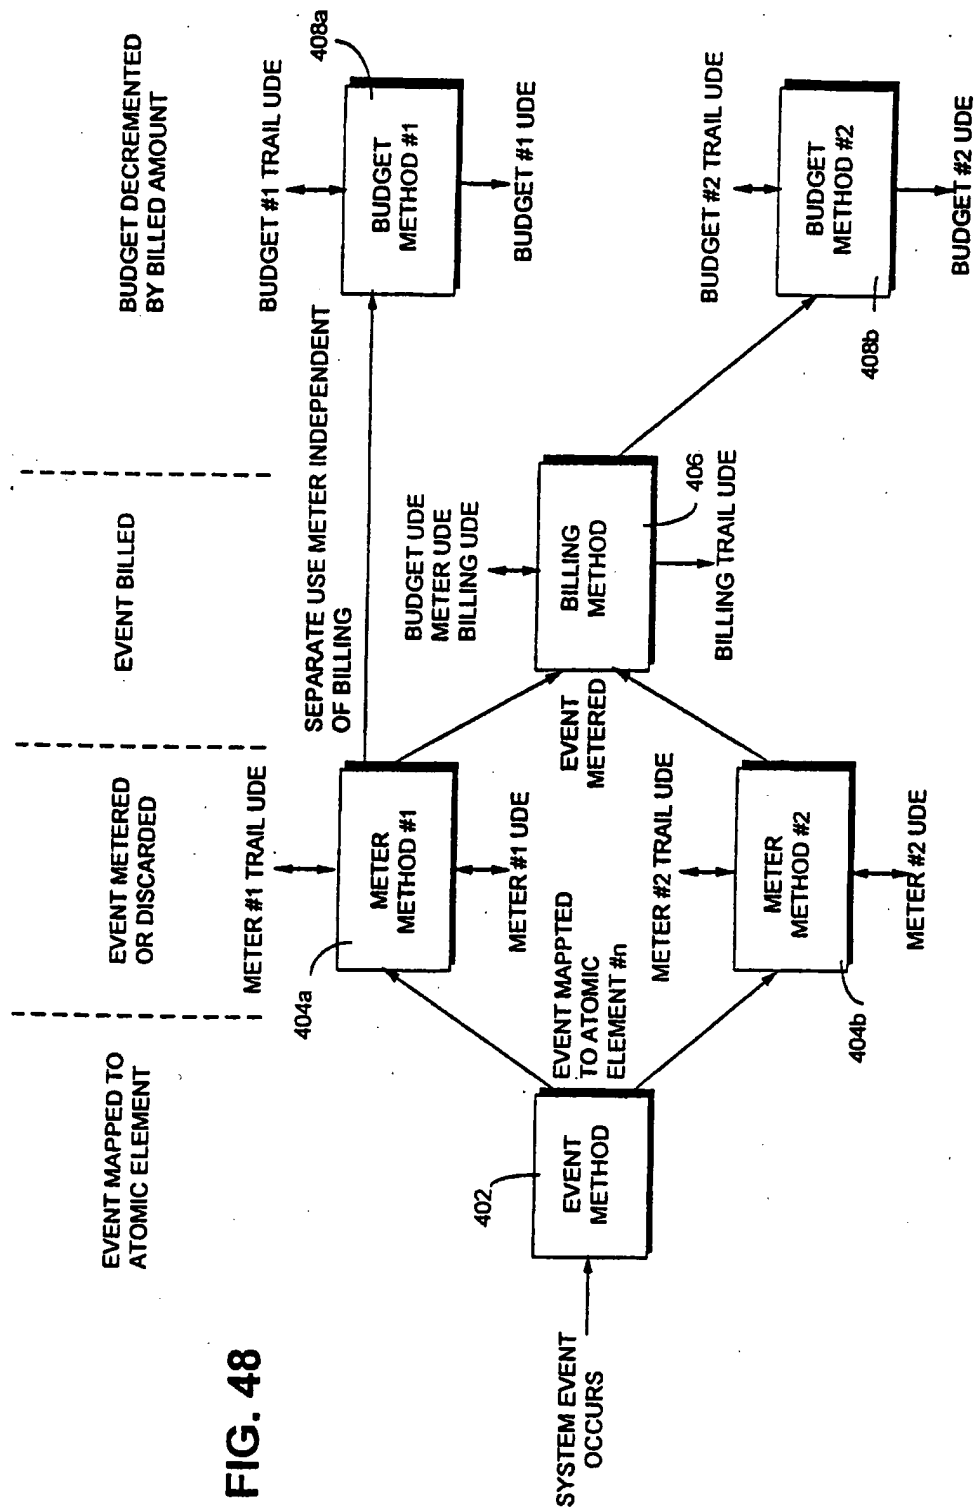 FIG. 48
EVENT MAPPED TO
ATOMIC ELEMENT
EVENT METERED
OR DISCARDED
EVENT BILLED
BUDGET DECREMENTED
BY BILLED AMOUNT
SYSTEM EVENT
OCCURS
402
EVENT
METHOD
EVENT MAPPTED
TO ATOMIC
ELEMENT #n
METER #1 TRAIL UDE
404a
METER
METHOD #1
METER #1 UDE
METER #2 TRAIL UDE
METER
METHOD #2
404b
METER #2 UDE
SEPARATE USE METER INDEPENDENT
OF BILLING
EVENT
METERED
BUDGET UDE
METER UDE
BILLING UDE
BILLING
METHOD
406
BILLING TRAIL UDE
BUDGET #1 TRAIL UDE
408a
BUDGET
METHOD #1
BUDGET #1 UDE
BUDGET #2 TRAIL UDE
BUDGET
METHOD #2
408b
BUDGET #2 UDE